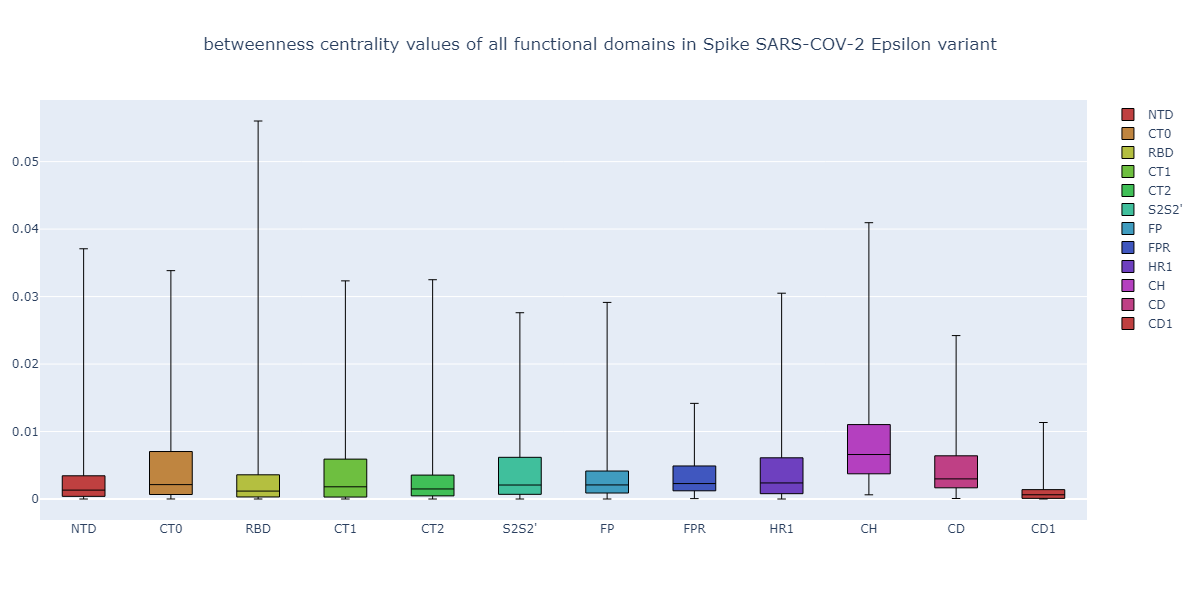 betweenness centrality values of all functional domains in Spike SARS-COV-2 Epsilon variant
0.05
0.04
0.03
0.02
0.01
0
NTD CT0 RBD CT1 CT2 S2S2' FP FPR HR1 CH CD CD1
NTD
CT0
RBD
CT1
CT2
S2S2'
FP
FPR
HR1
CH
CD
CD1